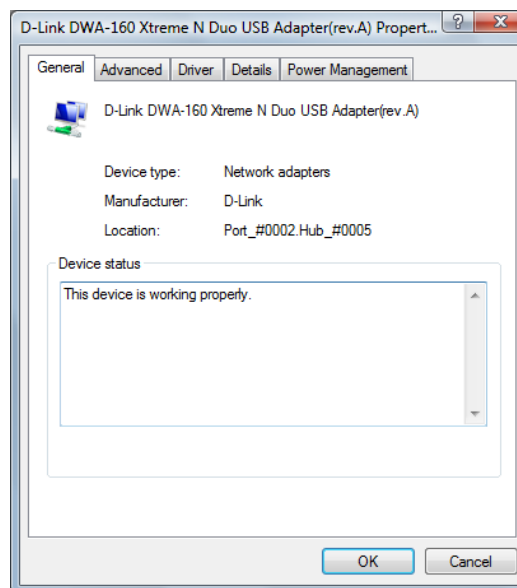 D-Link DWA-160 Xtreme N Duo USB Adapter(rev.A) Propert...
General Advanced Driver Details Power Management
D-Link DWA-160 Xtreme N Duo USB Adapter(rev.A)
Device type: Network adapters
Manufacturer: D-Link
Location: Port_#0002.Hub_#0005
Device status
This device is working properly.
OK Cancel